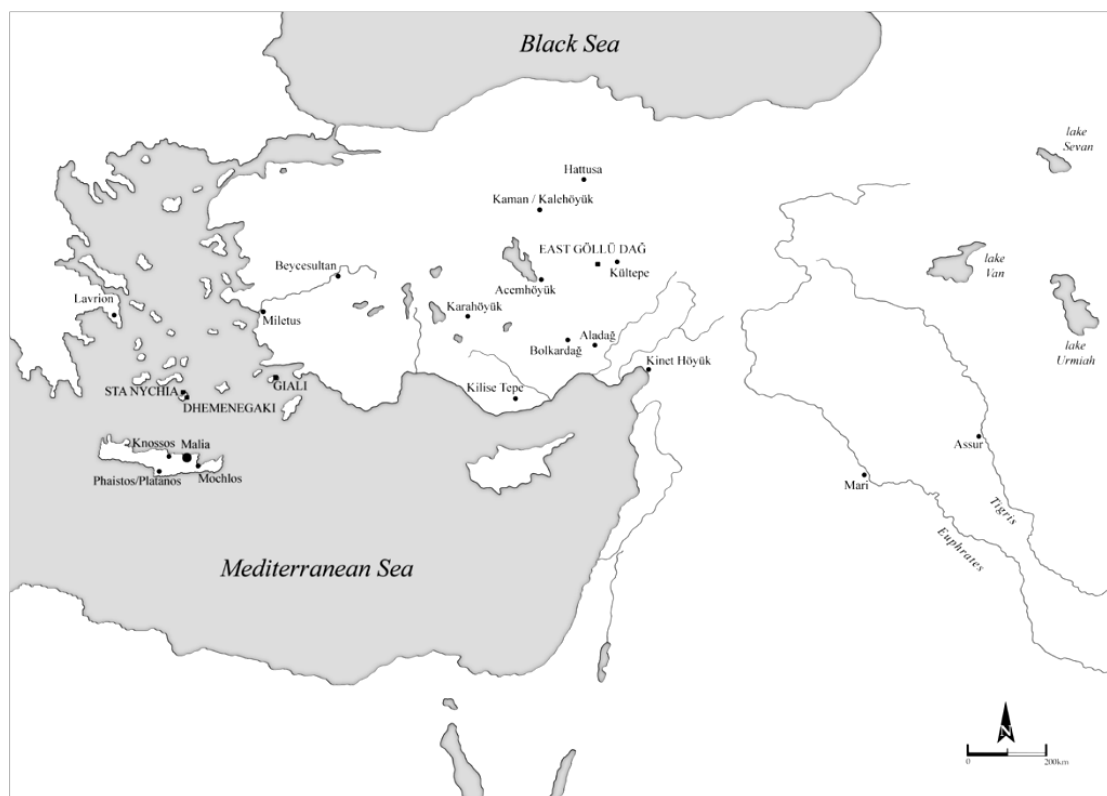 Black Sea
lake
Sevan
Hattusa
Kaman / Kalehöyük
EAST GÖLLÜ DAĞ
Kültepe
lake
Van
Beycesultan
Acemhöyük
Lavrion
Miletus
Karahöyük
Aladağ
Bolkardağ
lake
Urmiah
Kinet Höyük
GIALI
STA NYCHIA
Kilise Tepe
DHEMENEGAKI
Knossos
Malia
Assur
Phaistos/Platanos
Mochlos
Mari
Tigris
Euphrates
Mediterranean Sea
0
200km